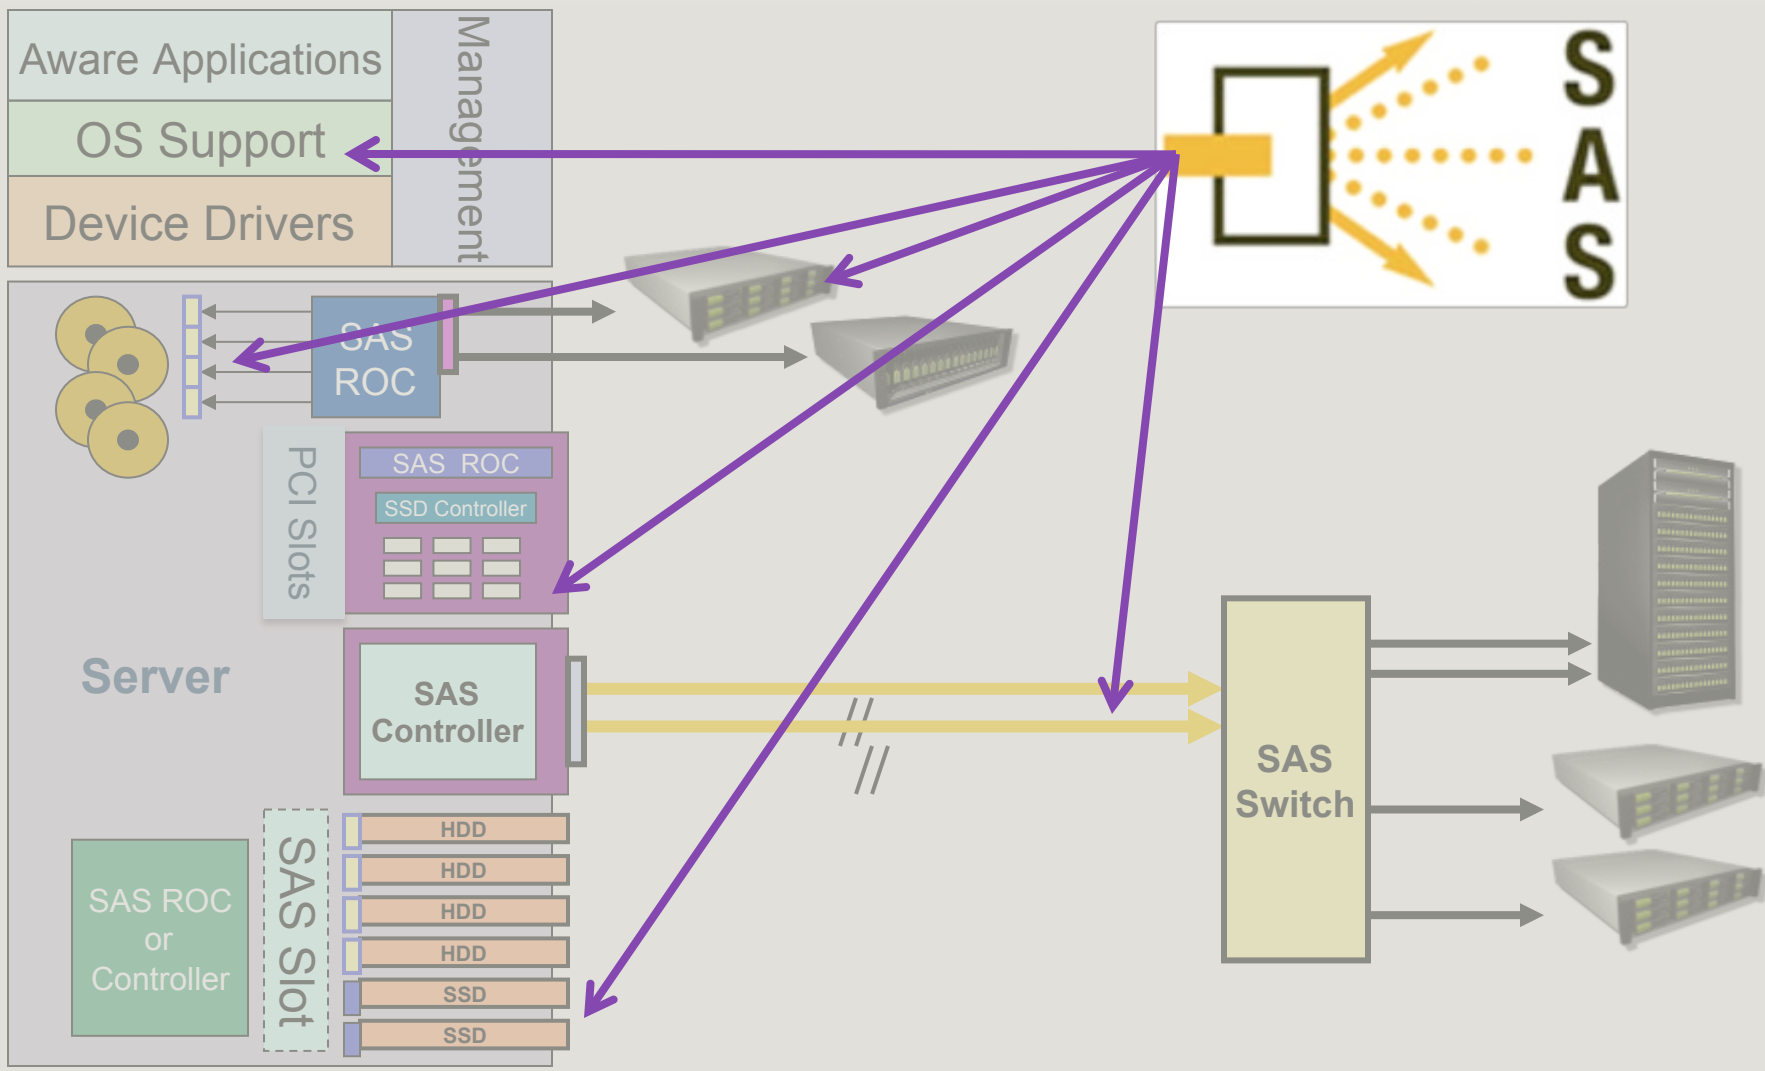 Aware Applications
OS Support
Device Drivers
Management
SAS
SAS
ROC
PCI Slots
SAS ROC
SSD Controller
Server
SAS
Controller
SAS
Switch
SAS ROC
or
Controller
SAS Slot
HDD
HDD
HDD
HDD
SSD
SSD